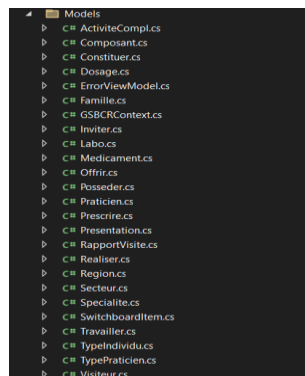 Models
C# ActiviteCompl.cs
C# Composant.cs
C# Constituer.cs
C# Dosage.cs
C# ErrorViewModel.cs
C# Famille.cs
C# GSBCRContext.cs
C# Inviter.cs
C# Labo.cs
C# Medicament.cs
C# Offrir.cs
C# Posseder.cs
C# Praticien.cs
C# Prescrire.cs
C# Presentation.cs
C# RapportVisite.cs
C# Realiser.cs
C# Region.cs
C# Secteur.cs
C# Specialite.cs
C# SwitchboardItem.cs
C# Travailler.cs
C# TypeIndividu.cs
C# TypePraticien.cs
C# Visiteur.cs